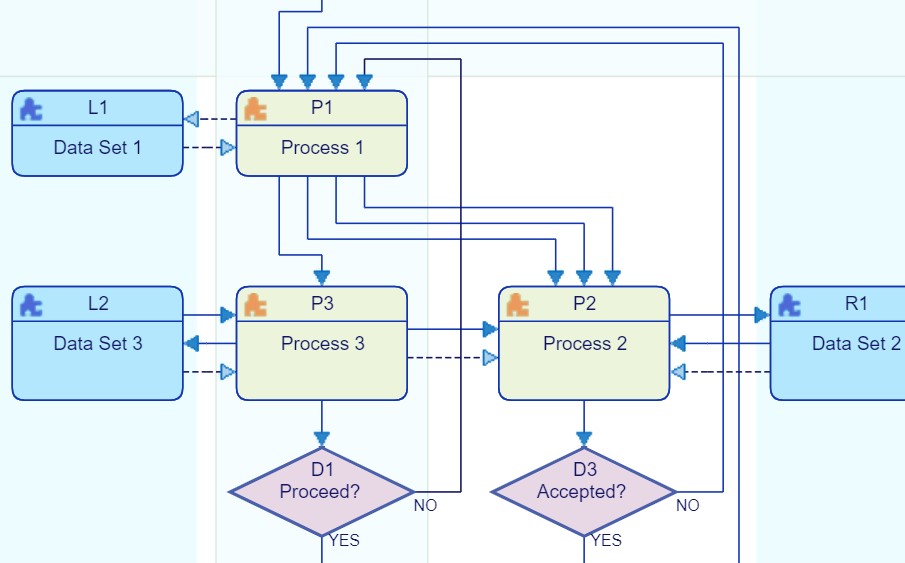 L1
Data Set 1
P1
Process 1
L2
Data Set 3
P3
Process 3
P2
Process 2
R1
Data Set 2
D1
Proceed?
NO
YES
D3
Accepted?
NO
YES